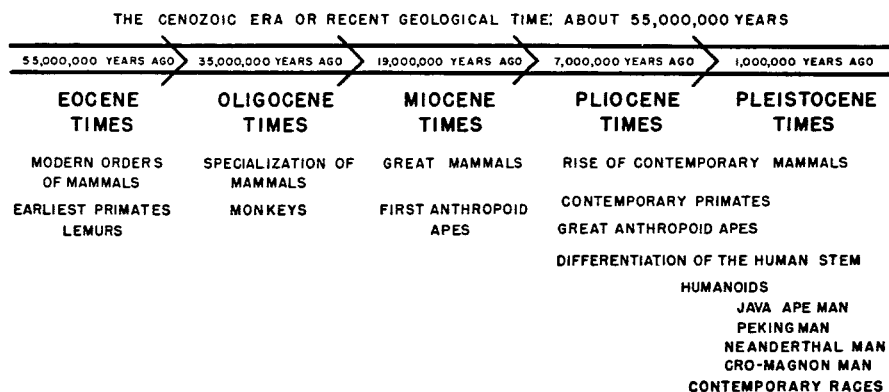 THE CENOZOIC ERA OR RECENT GEOLOGICAL TIME: ABOUT 55,000,000 YEARS
55,000,000 YEARS AGO
35,000,000 YEARS AGO
19,000,000 YEARS AGO
7,000,000 YEARS AGO
1,000,000 YEARS AGO
EOCENE
TIMES
MODERN ORDERS
OF MAMMALS
EARLIEST PRIMATES
LEMURS
OLIGOCENE
TIMES
SPECIALIZATION OF
MAMMALS
MONKEYS
MIOCENE
TIMES
GREAT MAMMALS
FIRST ANTHROPOID
APES
PLIOCENE
TIMES
PLEISTOCENE
TIMES
RISE OF CONTEMPORARY MAMMALS
CONTEMPORARY PRIMATES
GREAT ANTHROPOID APES
DIFFERENTIATION OF THE HUMAN STEM
HUMANOIDS
JAVA APE MAN
PEKING MAN
NEANDERTHAL MAN
CRO-MAGNON MAN
CONTEMPORARY RACES